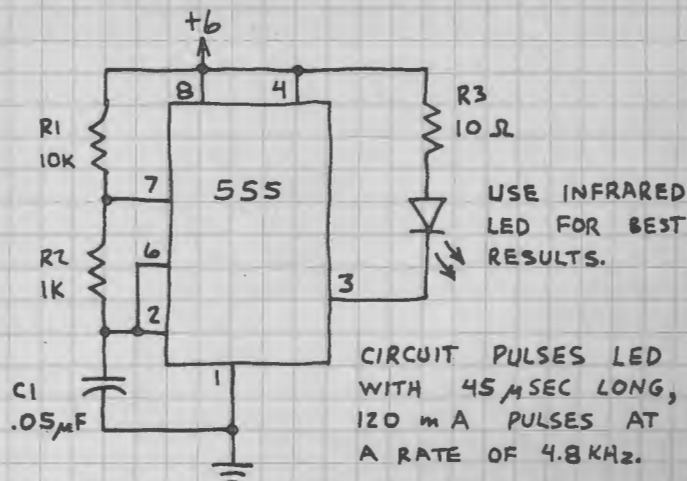 +6
8
4
R1
10K
R3
10 Ω
7
555
USE INFRARED
LED FOR BEST
RESULTS.
6
R2
1K
2
3
1
C1
.05μF
CIRCUIT PULSES LED
WITH 45 μSEC LONG,
120 mA PULSES AT
A RATE OF 4.8 KHz.